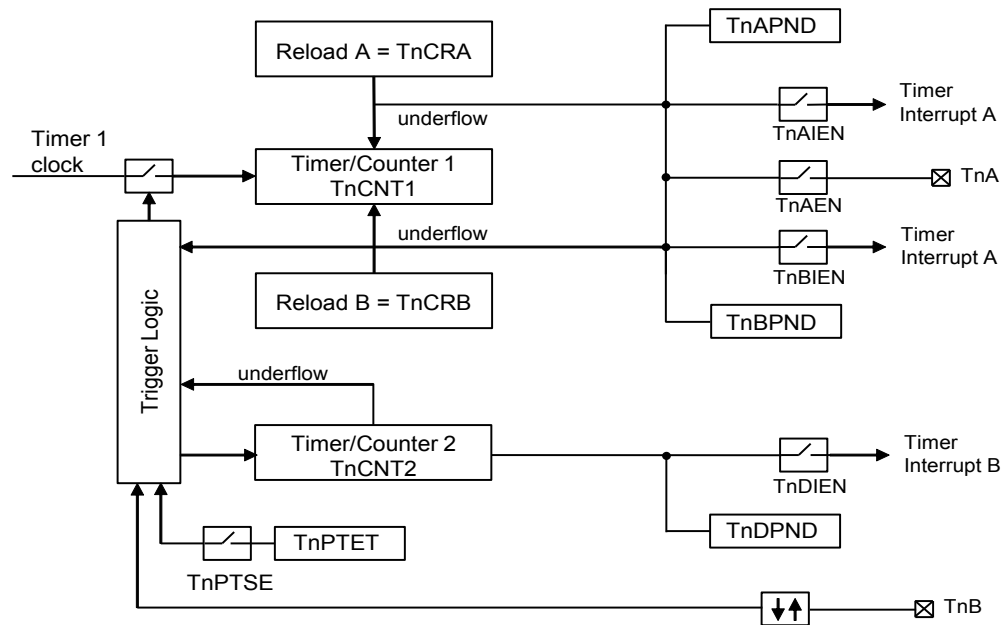 TnAPND
Reload A = TnCRA
underflow
TnAIEN
Timer
Interrupt A
Timer 1
clock
Timer/Counter 1
TnCNT1
TnAEN
TnA
underflow
TnBIEN
Timer
Interrupt A
Reload B = TnCRB
TnBPND
Trigger Logic
underflow
Timer/Counter 2
TnCNT2
TnDIEN
Timer
Interrupt B
TnDPND
TnPTSE
TnPTET
TnB